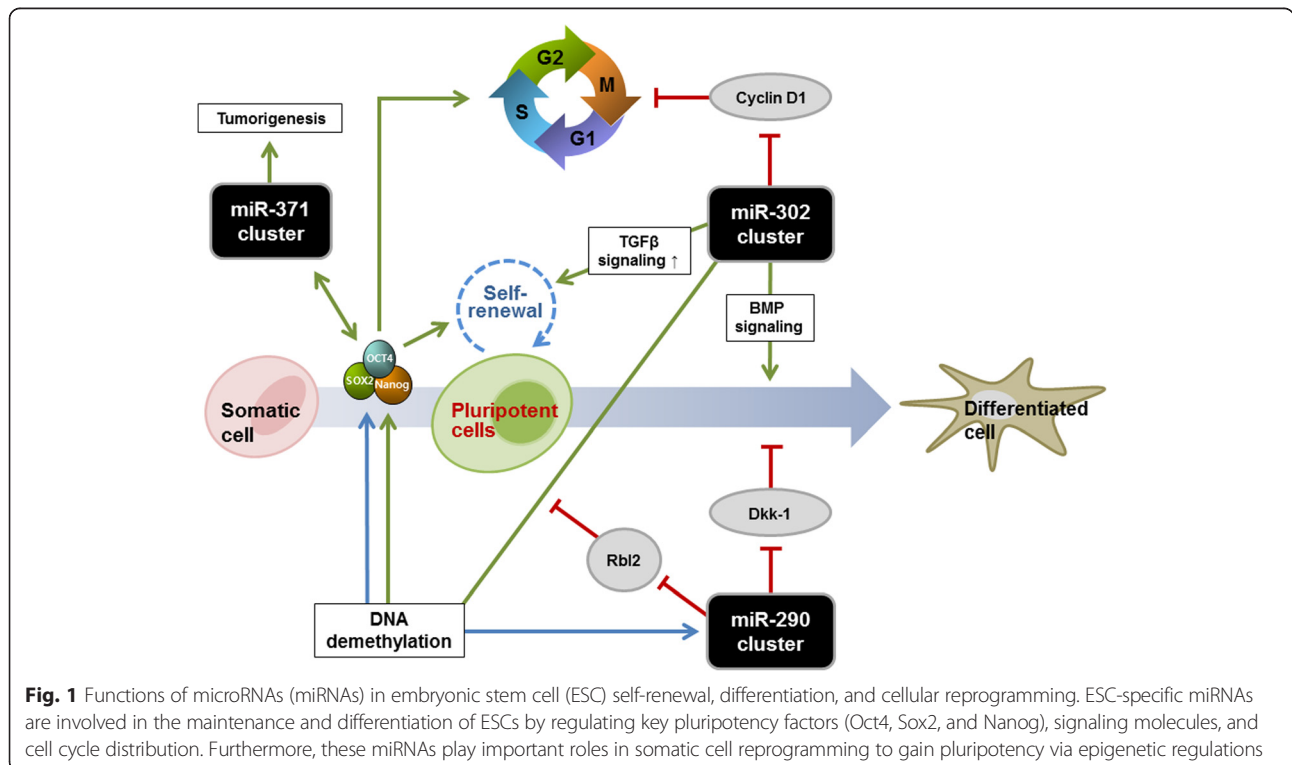 G2
M
S
G1
Cyclin D1
Tumorigenesis
miR-371
cluster
miR-302
cluster
TGFβ
signaling ↑
Self-
renewal
BMP
signaling
OCT4
SOX2
Nanog
Somatic
cell
Pluripotent
cells
Differentiated
cell
Dkk-1
Rbl2
DNA
demethylation
miR-290
cluster
Fig. 1 Functions of microRNAs (miRNAs) in embryonic stem cell (ESC) self-renewal, differentiation, and cellular reprogramming. ESC-specific miRNAs
are involved in the maintenance and differentiation of ESCs by regulating key pluripotency factors (Oct4, Sox2, and Nanog), signaling molecules, and
cell cycle distribution. Furthermore, these miRNAs play important roles in somatic cell reprogramming to gain pluripotency via epigenetic regulations